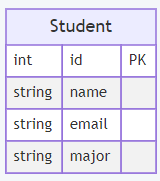 Student
int id PK
string name
string email
string major